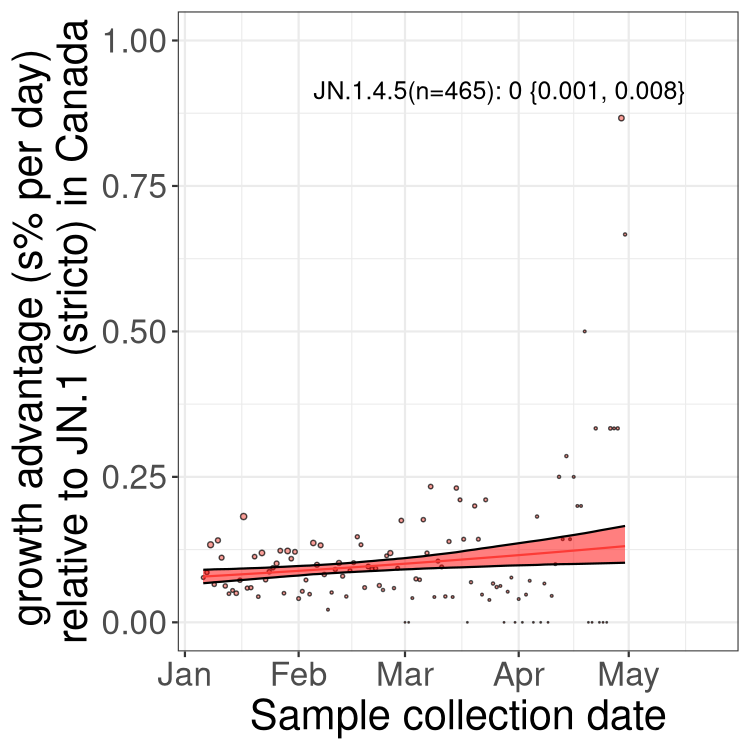 growth advantage (s% per day)
relative to JN.1 (stricto) in Canada
1.00
0.75
0.50
0.25
0.00
JN.1.4.5(n=465): 0 {0.001, 0.008}
Jan Feb Mar Apr May
Sample collection date